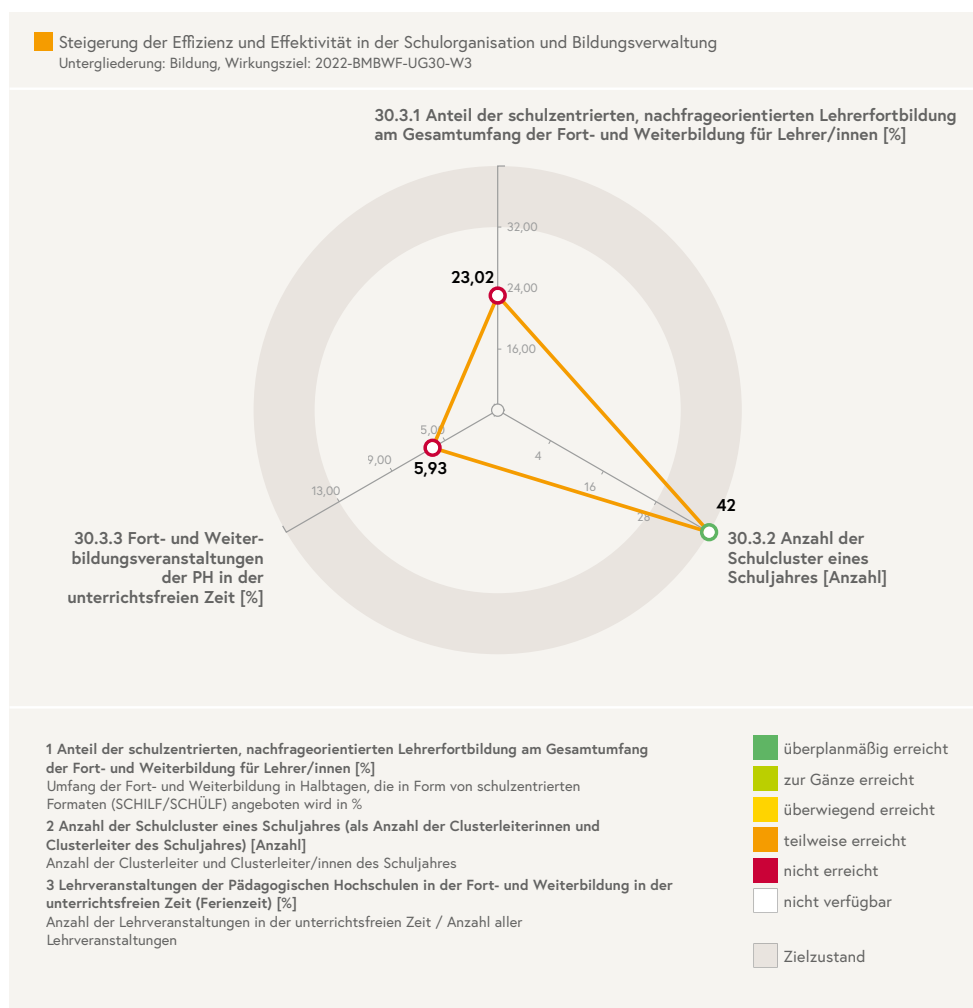 Steigerung der Effizienz und Effektivität in der Schulorganisation und Bildungsverwaltung
Untergliederung: Bildung, Wirkungsziel: 2022-BMBWF-UG30-W3
30.3.1 Anteil der schulzentrierten, nachfrageorientierten Lehrerfortbildung
am Gesamtumfang der Fort- und Weiterbildung für Lehrer/innen [%]
32,00
23,02
24,00
16,00
5,00
9,00
5,93
13,00
4
16
28
42
30.3.3 Fort- und Weiter-
bildungsveranstaltungen
der PH in der
unterrichtsfreien Zeit [%]
30.3.2 Anzahl der
Schulcluster eines
Schuljahres [Anzahl]
1 Anteil der schulzentrierten, nachfrageorientierten Lehrerfortbildung am Gesamtumfang
der Fort- und Weiterbildung für Lehrer/innen [%]
Umfang der Fort- und Weiterbildung in Halbtagen, die in Form von schulzentrierten
Formaten (SCHILF/SCHÜLF) angeboten wird in %
2 Anzahl der Schulcluster eines Schuljahres (als Anzahl der Clusterleiterinnen und
Clusterleiter des Schuljahres) [Anzahl]
Anzahl der Clusterleiter und Clusterleiter/innen des Schuljahres
3 Lehrveranstaltungen der Pädagogischen Hochschulen in der Fort- und Weiterbildung in der
unterrichtsfreien Zeit (Ferienzeit) [%]
Anzahl der Lehrveranstaltungen in der unterrichtsfreien Zeit / Anzahl aller
Lehrveranstaltungen
überplanmäßig erreicht
zur Gänze erreicht
überwiegend erreicht
teilweise erreicht
nicht erreicht
nicht verfügbar
Zielzustand